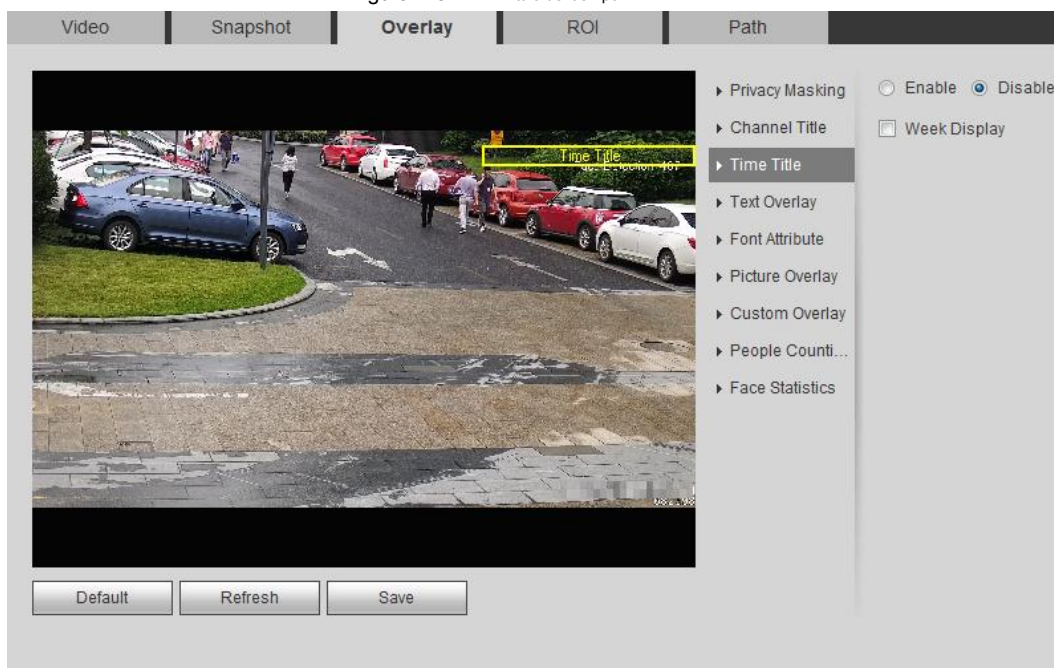 Video Snapshot Overlay ROI Path
Privacy Masking
Enable Disable
Channel Title
Week Display
Time Title
Time Title
Text Overlay
Font Attribute
Picture Overlay
Custom Overlay
People Counti...
Face Statistics
Default Refresh Save